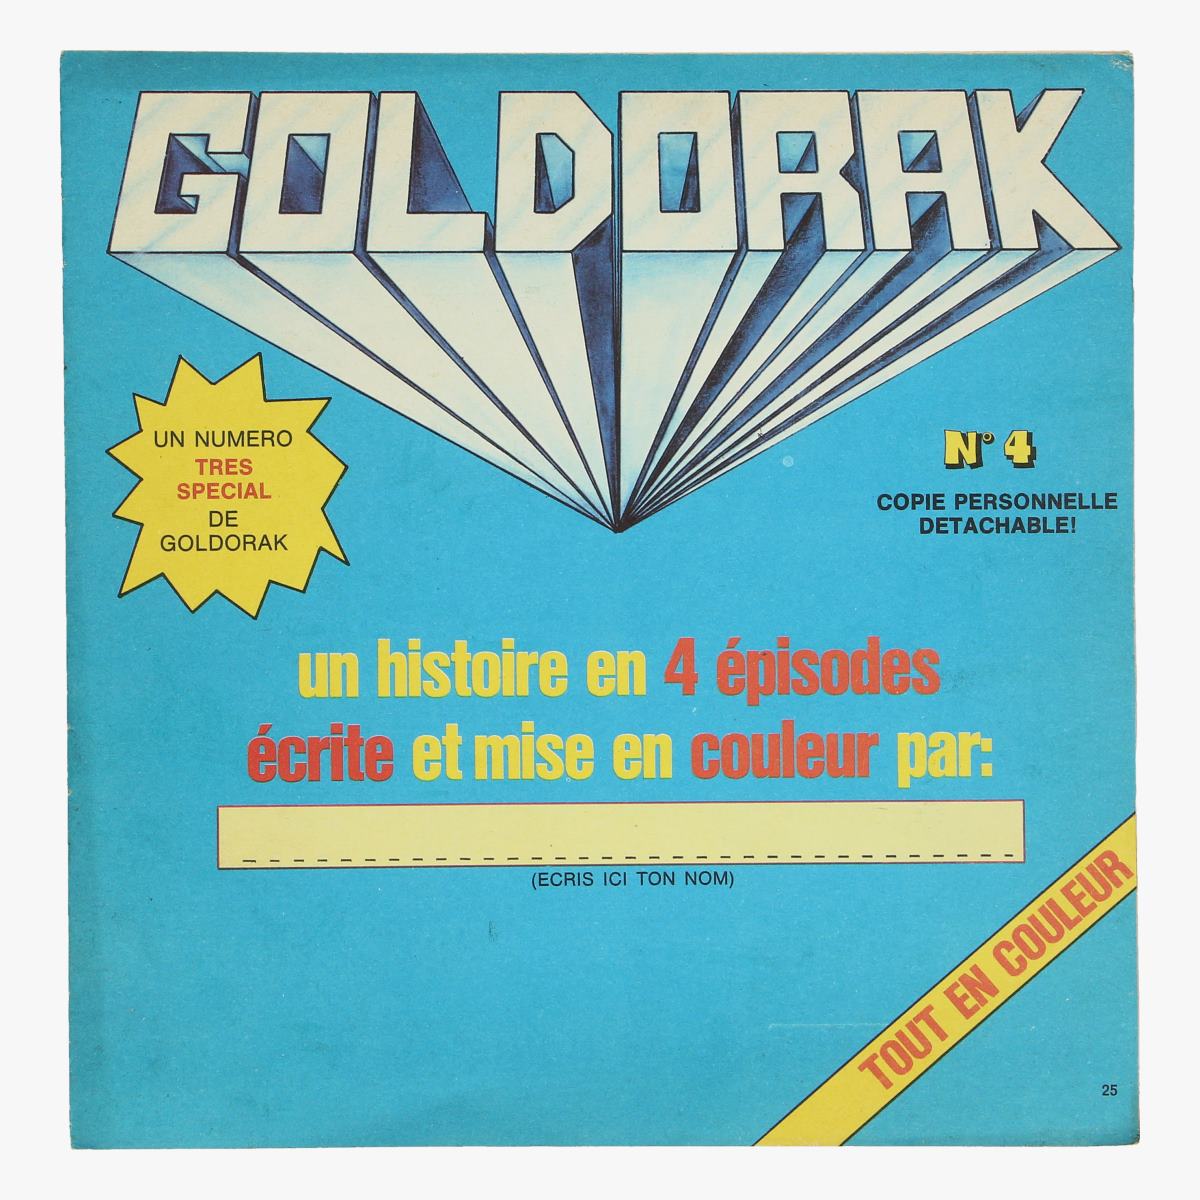 GOLDORAK
UN NUMERO
TRES
SPECIAL
DE
GOLDORAK
N° 4
COPIE PERSONNELLE
DETACHABLE!
un histoire en 4 épisodes
écrite et mise en couleur par:
(ECRIS ICI TON NOM)
TOUT EN COULEUR
25